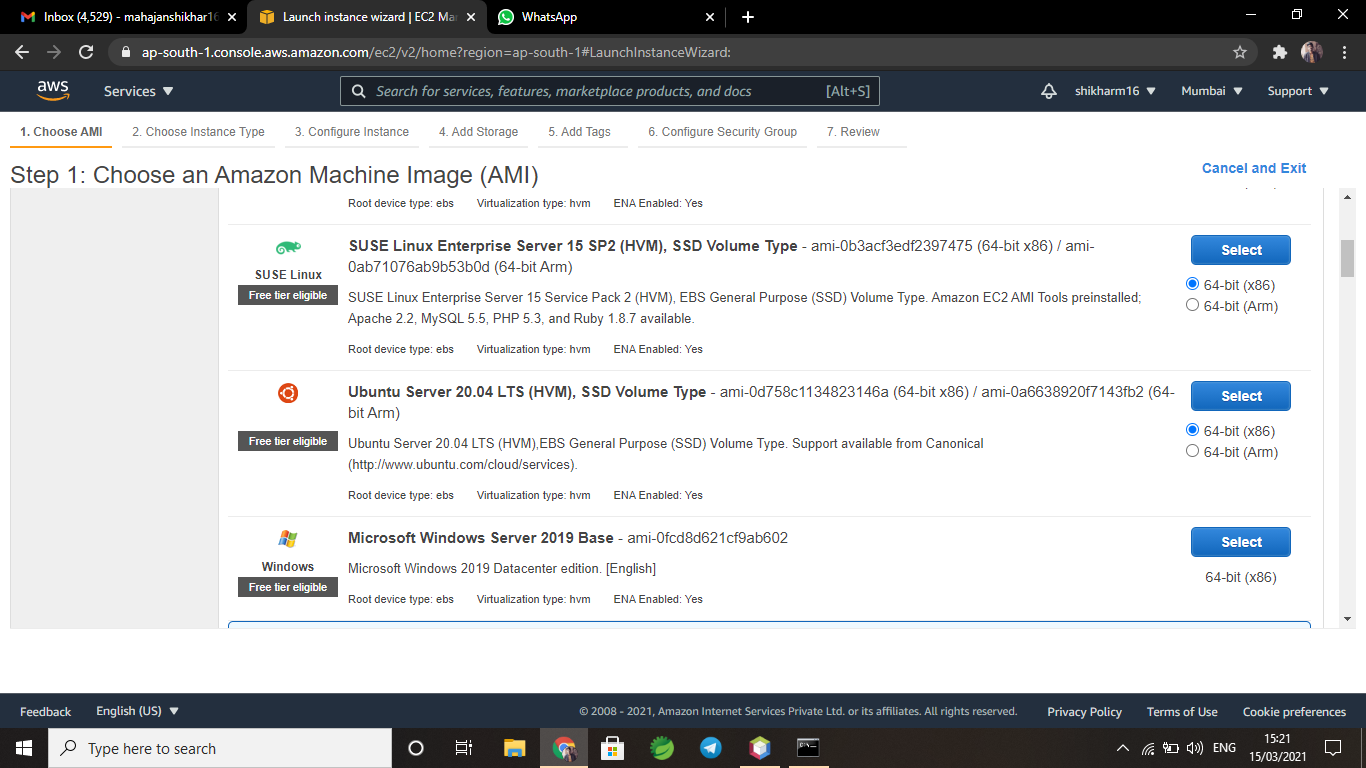 Inbox (4,529) - mahajanshikhar16
Launch instance wizard | EC2 Mar
WhatsApp
ap-south-1.console.aws.amazon.com/ec2/v2/home?region=ap-south-1#LaunchInstanceWizard:
aws
Services
Search for services, features, marketplace products, and docs [Alt+S]
shikharm16
Mumbai
Support
1. Choose AMI 2. Choose Instance Type 3. Configure Instance 4. Add Storage 5. Add Tags 6. Configure Security Group 7. Review
Step 1: Choose an Amazon Machine Image (AMI)
Cancel and Exit
Root device type: ebs Virtualization type: hvm ENA Enabled: Yes
SUSE Linux
Free tier eligible
SUSE Linux Enterprise Server 15 SP2 (HVM), SSD Volume Type - ami-0b3acf3edf2397475 (64-bit x86) / ami-
0ab71076ab9b53b0d (64-bit Arm)
SUSE Linux Enterprise Server 15 Service Pack 2 (HVM), EBS General Purpose (SSD) Volume Type. Amazon EC2 AMI Tools preinstalled;
Apache 2.2, MySQL 5.5, PHP 5.3, and Ruby 1.8.7 available.
Root device type: ebs Virtualization type: hvm ENA Enabled: Yes
Select
64-bit (x86)
64-bit (Arm)
Free tier eligible
Ubuntu Server 20.04 LTS (HVM), SSD Volume Type - ami-0d758c1134823146a (64-bit x86) / ami-0a6638920f7143fb2 (64-
bit Arm)
Ubuntu Server 20.04 LTS (HVM),EBS General Purpose (SSD) Volume Type. Support available from Canonical
(http://www.ubuntu.com/cloud/services).
Root device type: ebs Virtualization type: hvm ENA Enabled: Yes
Select
64-bit (x86)
64-bit (Arm)
Windows
Free tier eligible
Microsoft Windows Server 2019 Base - ami-0fcd8d621cf9ab602
Microsoft Windows 2019 Datacenter edition. [English]
Root device type: ebs Virtualization type: hvm ENA Enabled: Yes
Select
64-bit (x86)
Feedback
English (US)
© 2008 - 2021, Amazon Internet Services Private Ltd. or its affiliates. All rights reserved.
Privacy Policy
Terms of Use
Cookie preferences
Type here to search
ENG
15:21
15/03/2021